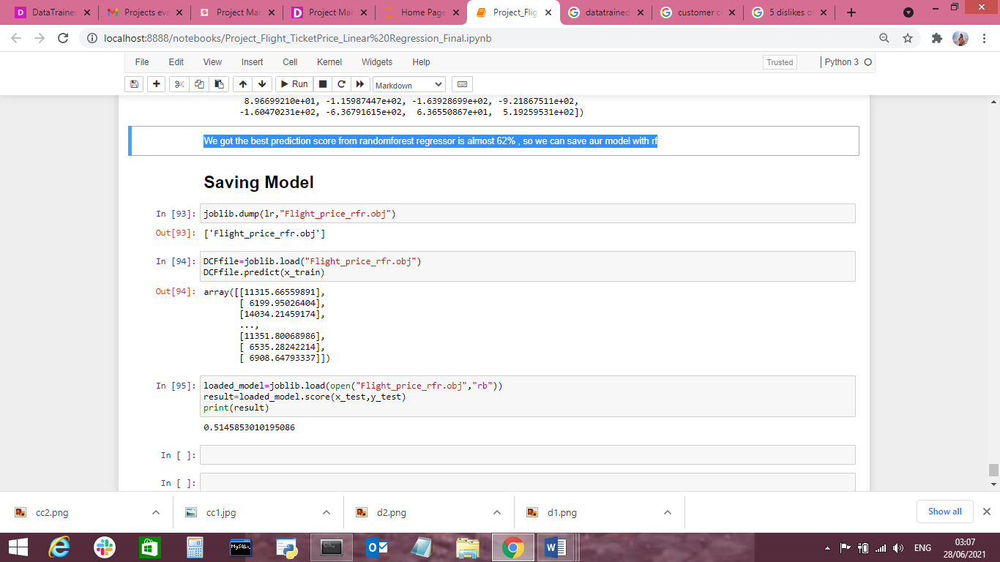 DataTrained
Projects eva
Project Mar
Project Mar
Home Page
Project_Flig
datatrained
customer c
5 dislikes o
localhost:8888/notebooks/Project_Flight_TicketPrice_Linear%20Regression_Final.ipynb
File Edit View Insert Cell Kernel Widgets Help
Trusted
Python 3
Run
Markdown
8.96699210e+01, -1.15987447e+02, -1.63928699e+02, -9.21867511e+02,
-1.60470231e+02, -6.36791615e+02, 6.36550867e+01, 5.19259531e+02])
We got the best prediction score from randomforest regressor is almost 62% , so we can save aur model with rf
Saving Model
In [93]: joblib.dump(lr,"Flight_price_rfr.obj")
Out[93]: ['Flight_price_rfr.obj']
In [94]: DCFfile=joblib.load("Flight_price_rfr.obj")
DCFfile.predict(x_train)
Out[94]: array([[11315.66559891],
[ 6199.95026404],
[14034.21459174],
...,
[11351.80068986],
[ 6535.28242214],
[ 6908.64793337]])
In [95]: loaded_model=joblib.load(open("Flight_price_rfr.obj","rb"))
result=loaded_model.score(x_test,y_test)
print(result)
0.5145853010195086
In [ ]:
In [ ]:
cc2.png
cc1.jpg
d2.png
d1.png
Show all
MySQL
ENG
03:07
28/06/2021